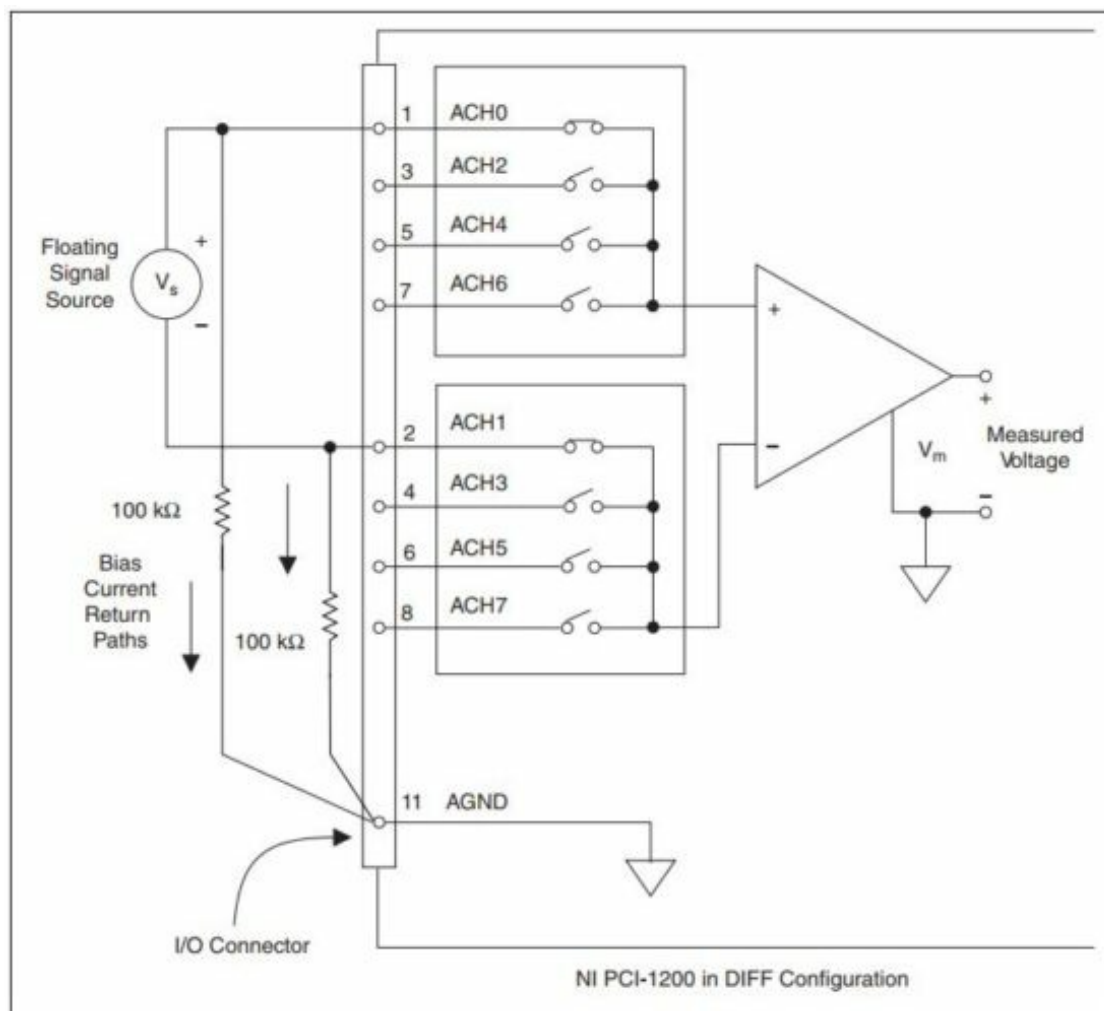 1 ACH0
3 ACH2
5 ACH4
7 ACH6
Floating
Signal
Source
+
Vs
−
+
−
2 ACH1
4 ACH3
6 ACH5
8 ACH7
+
Vm
−
Measured
Voltage
100 kΩ
Bias
Current
Return
Paths
100 kΩ
11 AGND
I/O Connector
NI PCI-1200 in DIFF Configuration